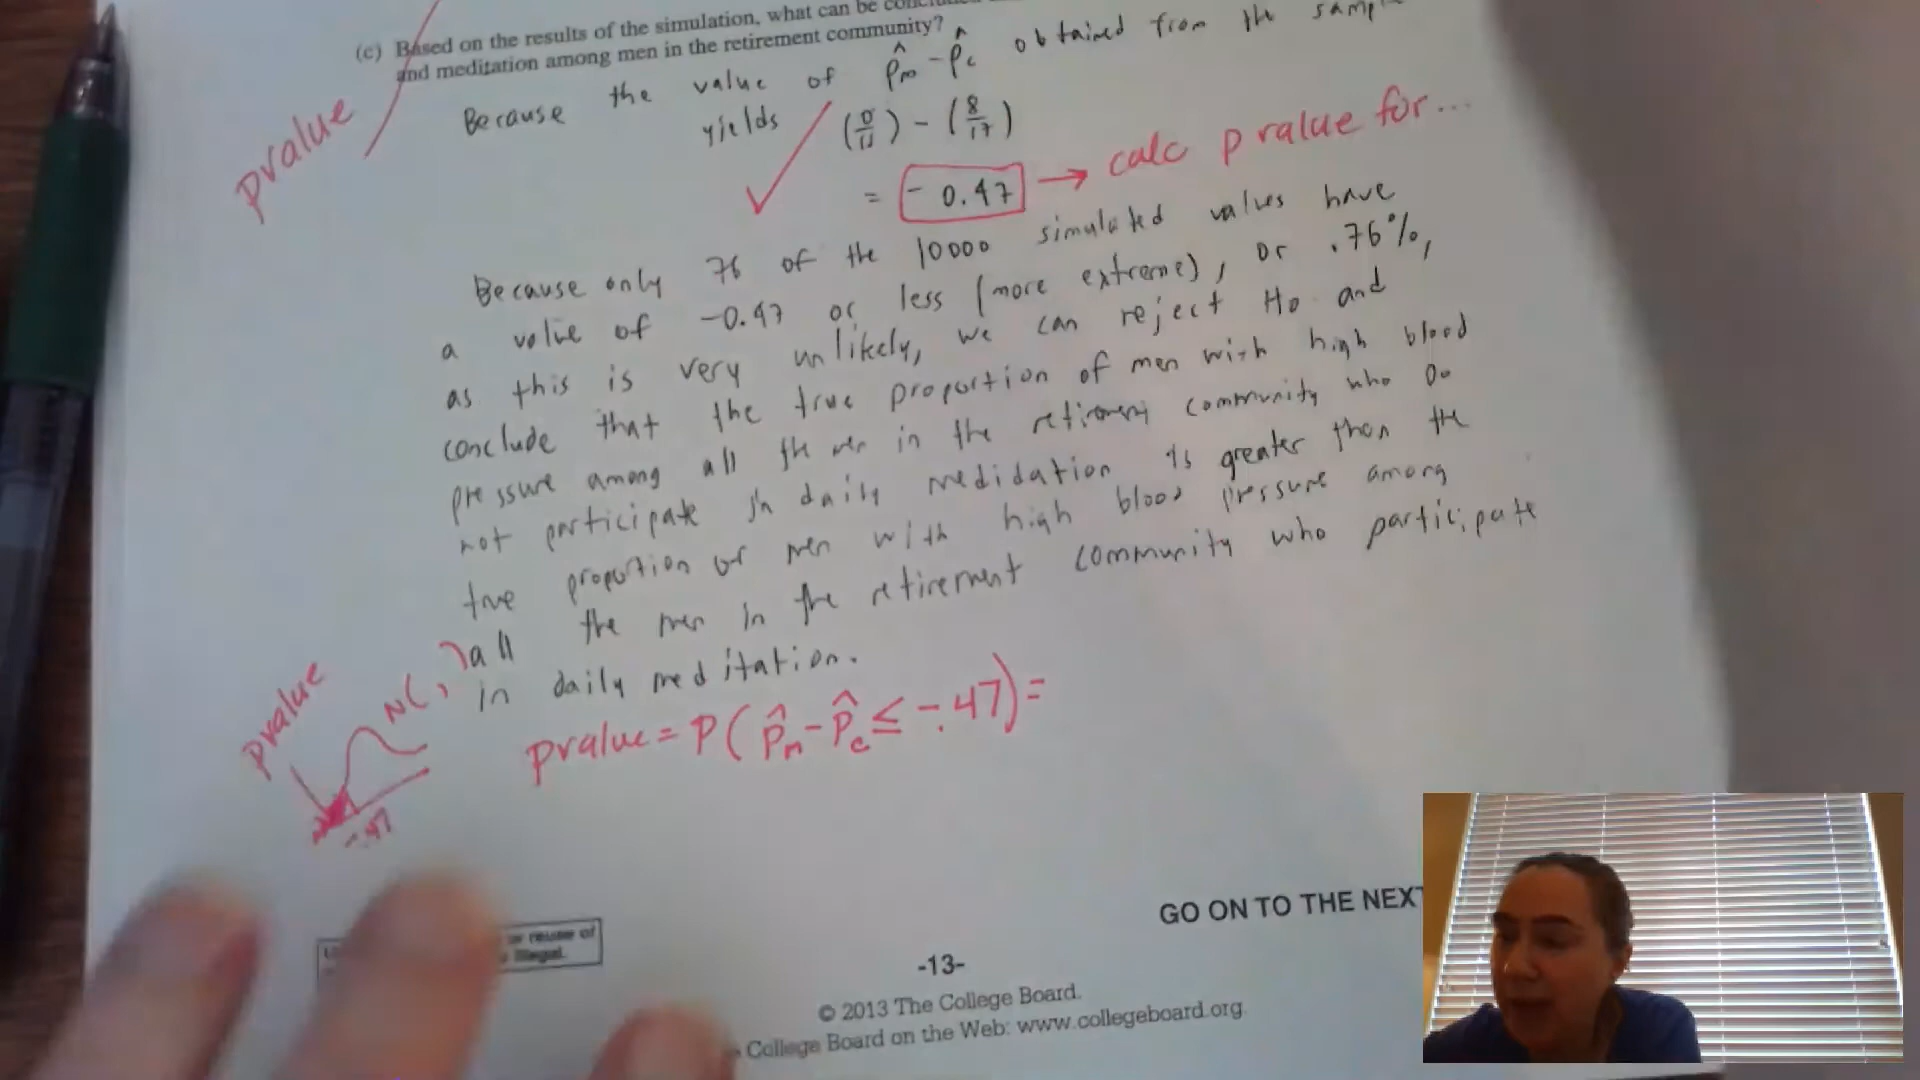 (c) Based on the results of the simulation, what can be
and meditation among men in the retirement community?
pvalue
Because the value of p̂m - p̂c obtained from the
yields (0/11) - (8/17)
= -0.47 → calc pvalue for...
Because only 76 of the 10000 simulated values have
a value of -0.47 or less (more extreme), or .76%,
as this is very unlikely, we can reject Ho and
conclude that the true proportion of men with high blood
pressure among all the men in the retirement community who do
not participate in daily medidation is greater than the
true proportion of men with high blood pressure among
all the men in the retirement community who participate
in daily meditation.
pvalue N( , )
-.47
pvalue = P( p̂m - p̂c ≤ -.47) =
GO ON TO THE
or reuse of
illegal.
-13-
© 2013 The College Board.
College Board on the Web: www.collegeboard.org.